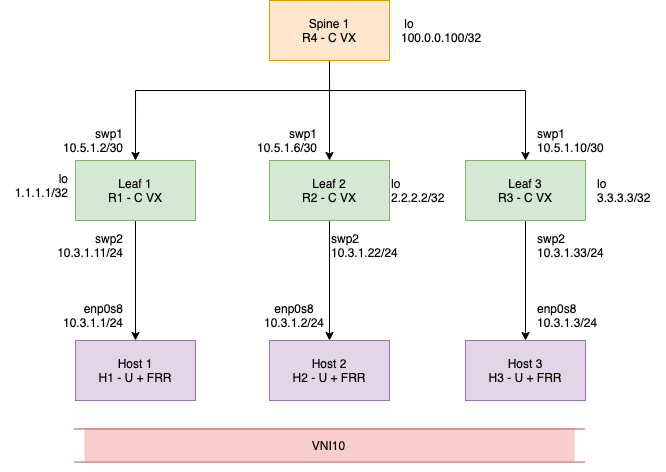 Spine 1
R4 - C VX
lo
100.0.0.100/32
swp1
10.5.1.2/30
swp1
10.5.1.6/30
swp1
10.5.1.10/30
lo
1.1.1.1/32
Leaf 1
R1 - C VX
Leaf 2
R2 - C VX
lo
2.2.2.2/32
Leaf 3
R3 - C VX
lo
3.3.3.3/32
swp2
10.3.1.11/24
swp2
10.3.1.22/24
swp2
10.3.1.33/24
enp0s8
10.3.1.1/24
enp0s8
10.3.1.2/24
enp0s8
10.3.1.3/24
Host 1
H1 - U + FRR
Host 2
H2 - U + FRR
Host 3
H3 - U + FRR
VNI10